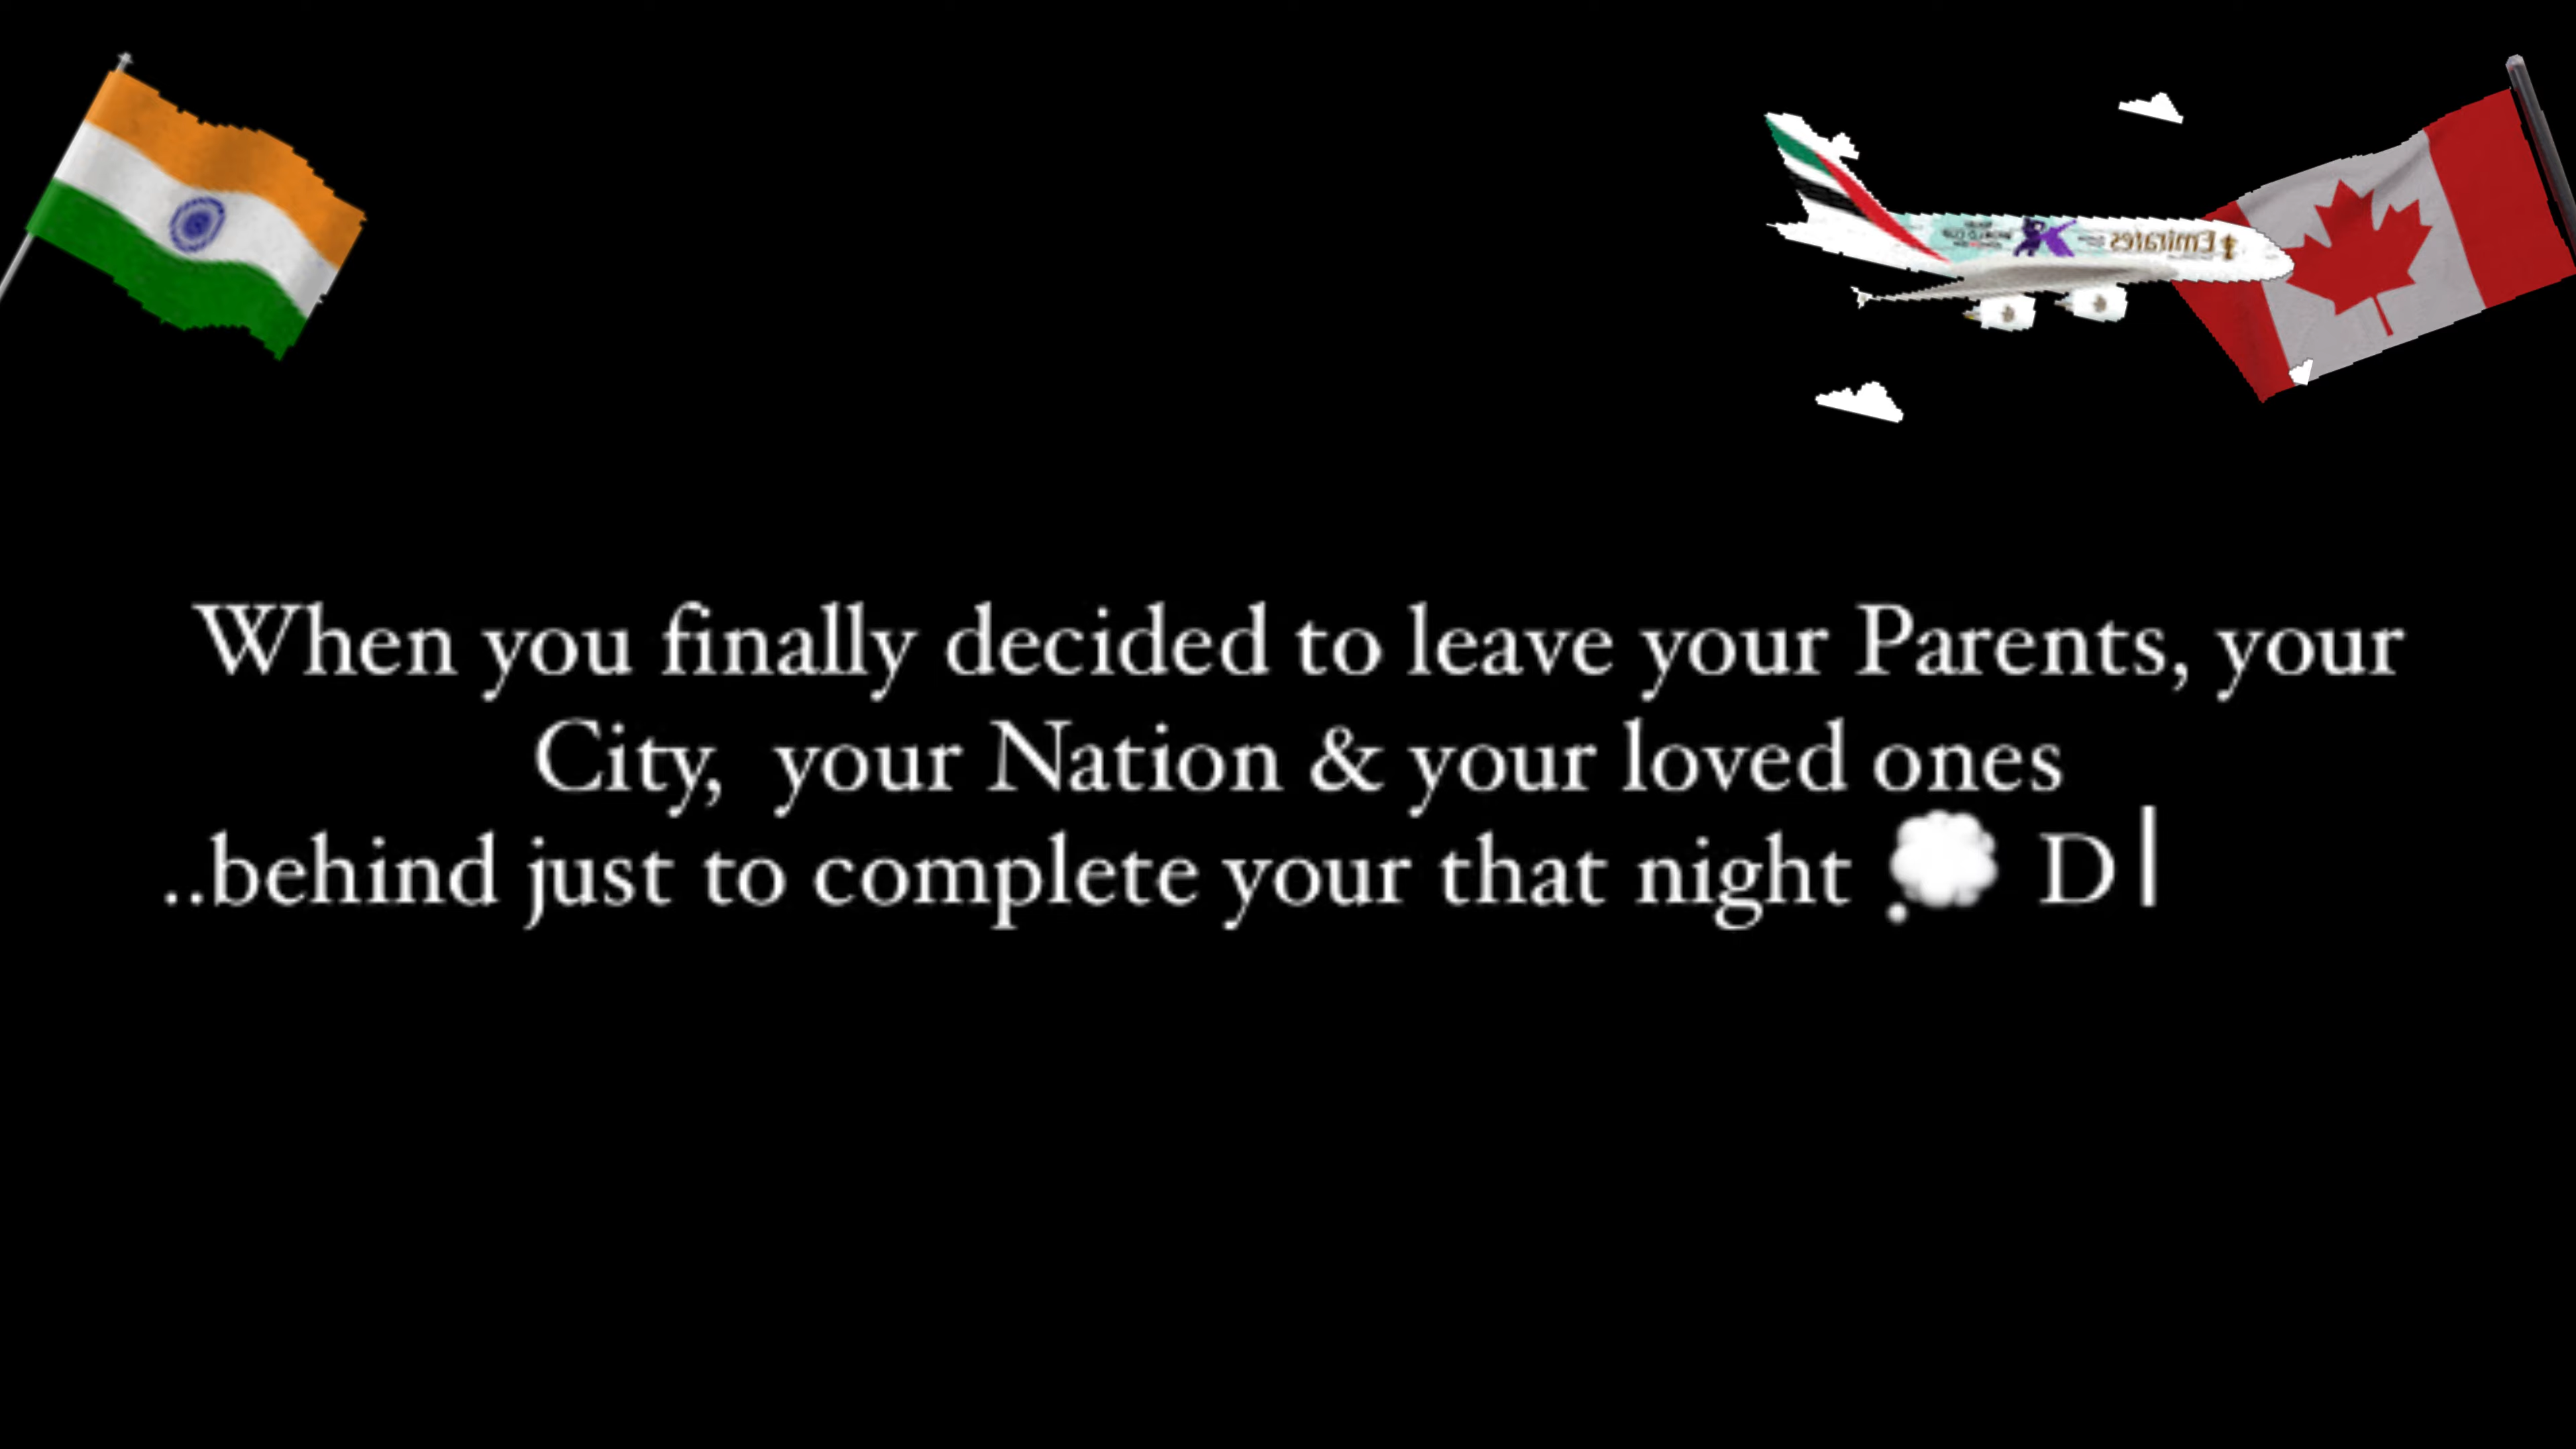 Emirates
When you finally decided to leave your Parents, your
City, your Nation & your loved ones
..behind just to complete your that night 💭 D|